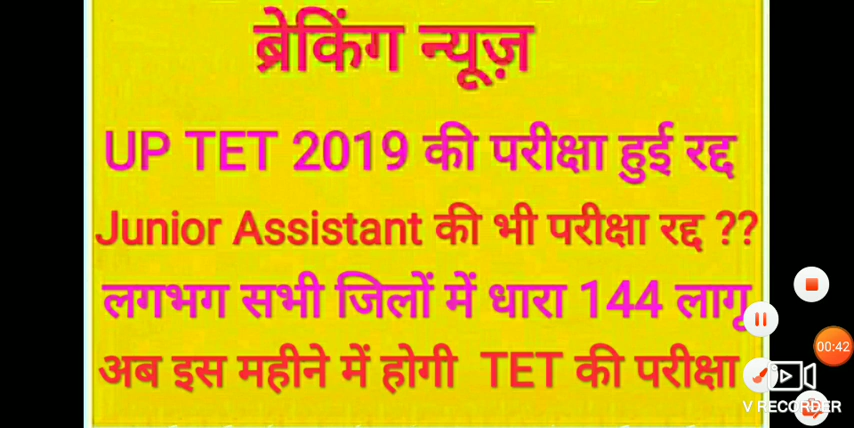 ब्रेकिंग न्यूज़
UP TET 2019 की परीक्षा हुई रद्द
Junior Assistant की भी परीक्षा रद्द ??
लगभग सभी जिलों में धारा 144 लागू
अब इस महीने में होगी TET की परीक्षा
00:42
V RECORDER